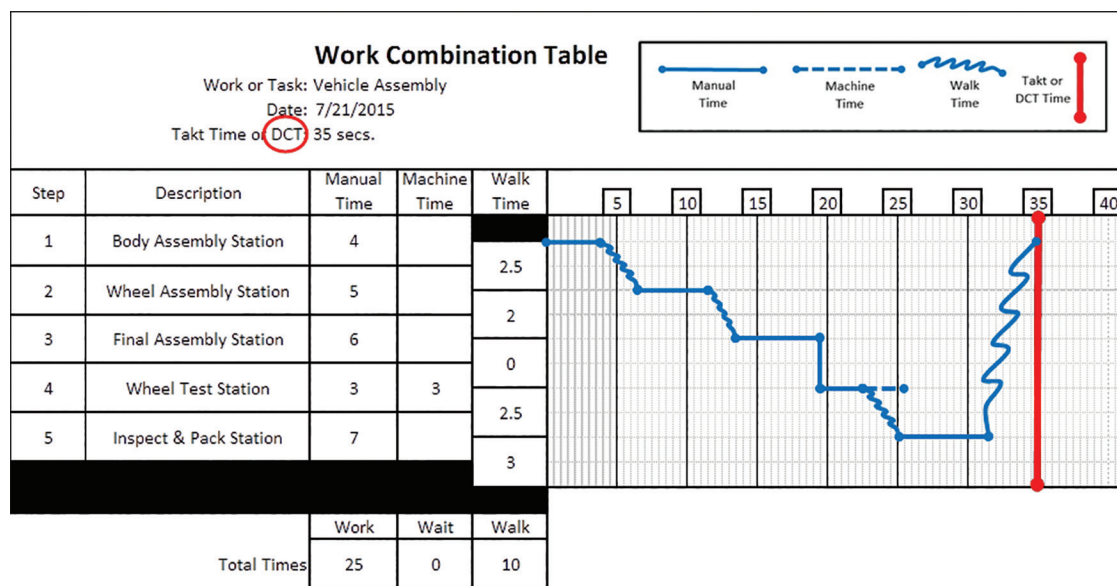 Work Combination Table
Work or Task: Vehicle Assembly
Date: 7/21/2015
Takt Time or DCT: 35 secs.
Manual Time
Machine Time
Walk Time
Takt or DCT Time
Step Description Manual Time Machine Time Walk Time
5 10 15 20 25 30 35 40
1 Body Assembly Station 4
2.5
2 Wheel Assembly Station 5
2
3 Final Assembly Station 6
0
4 Wheel Test Station 3 3
2.5
5 Inspect & Pack Station 7
3
Work Wait Walk
Total Times 25 0 10